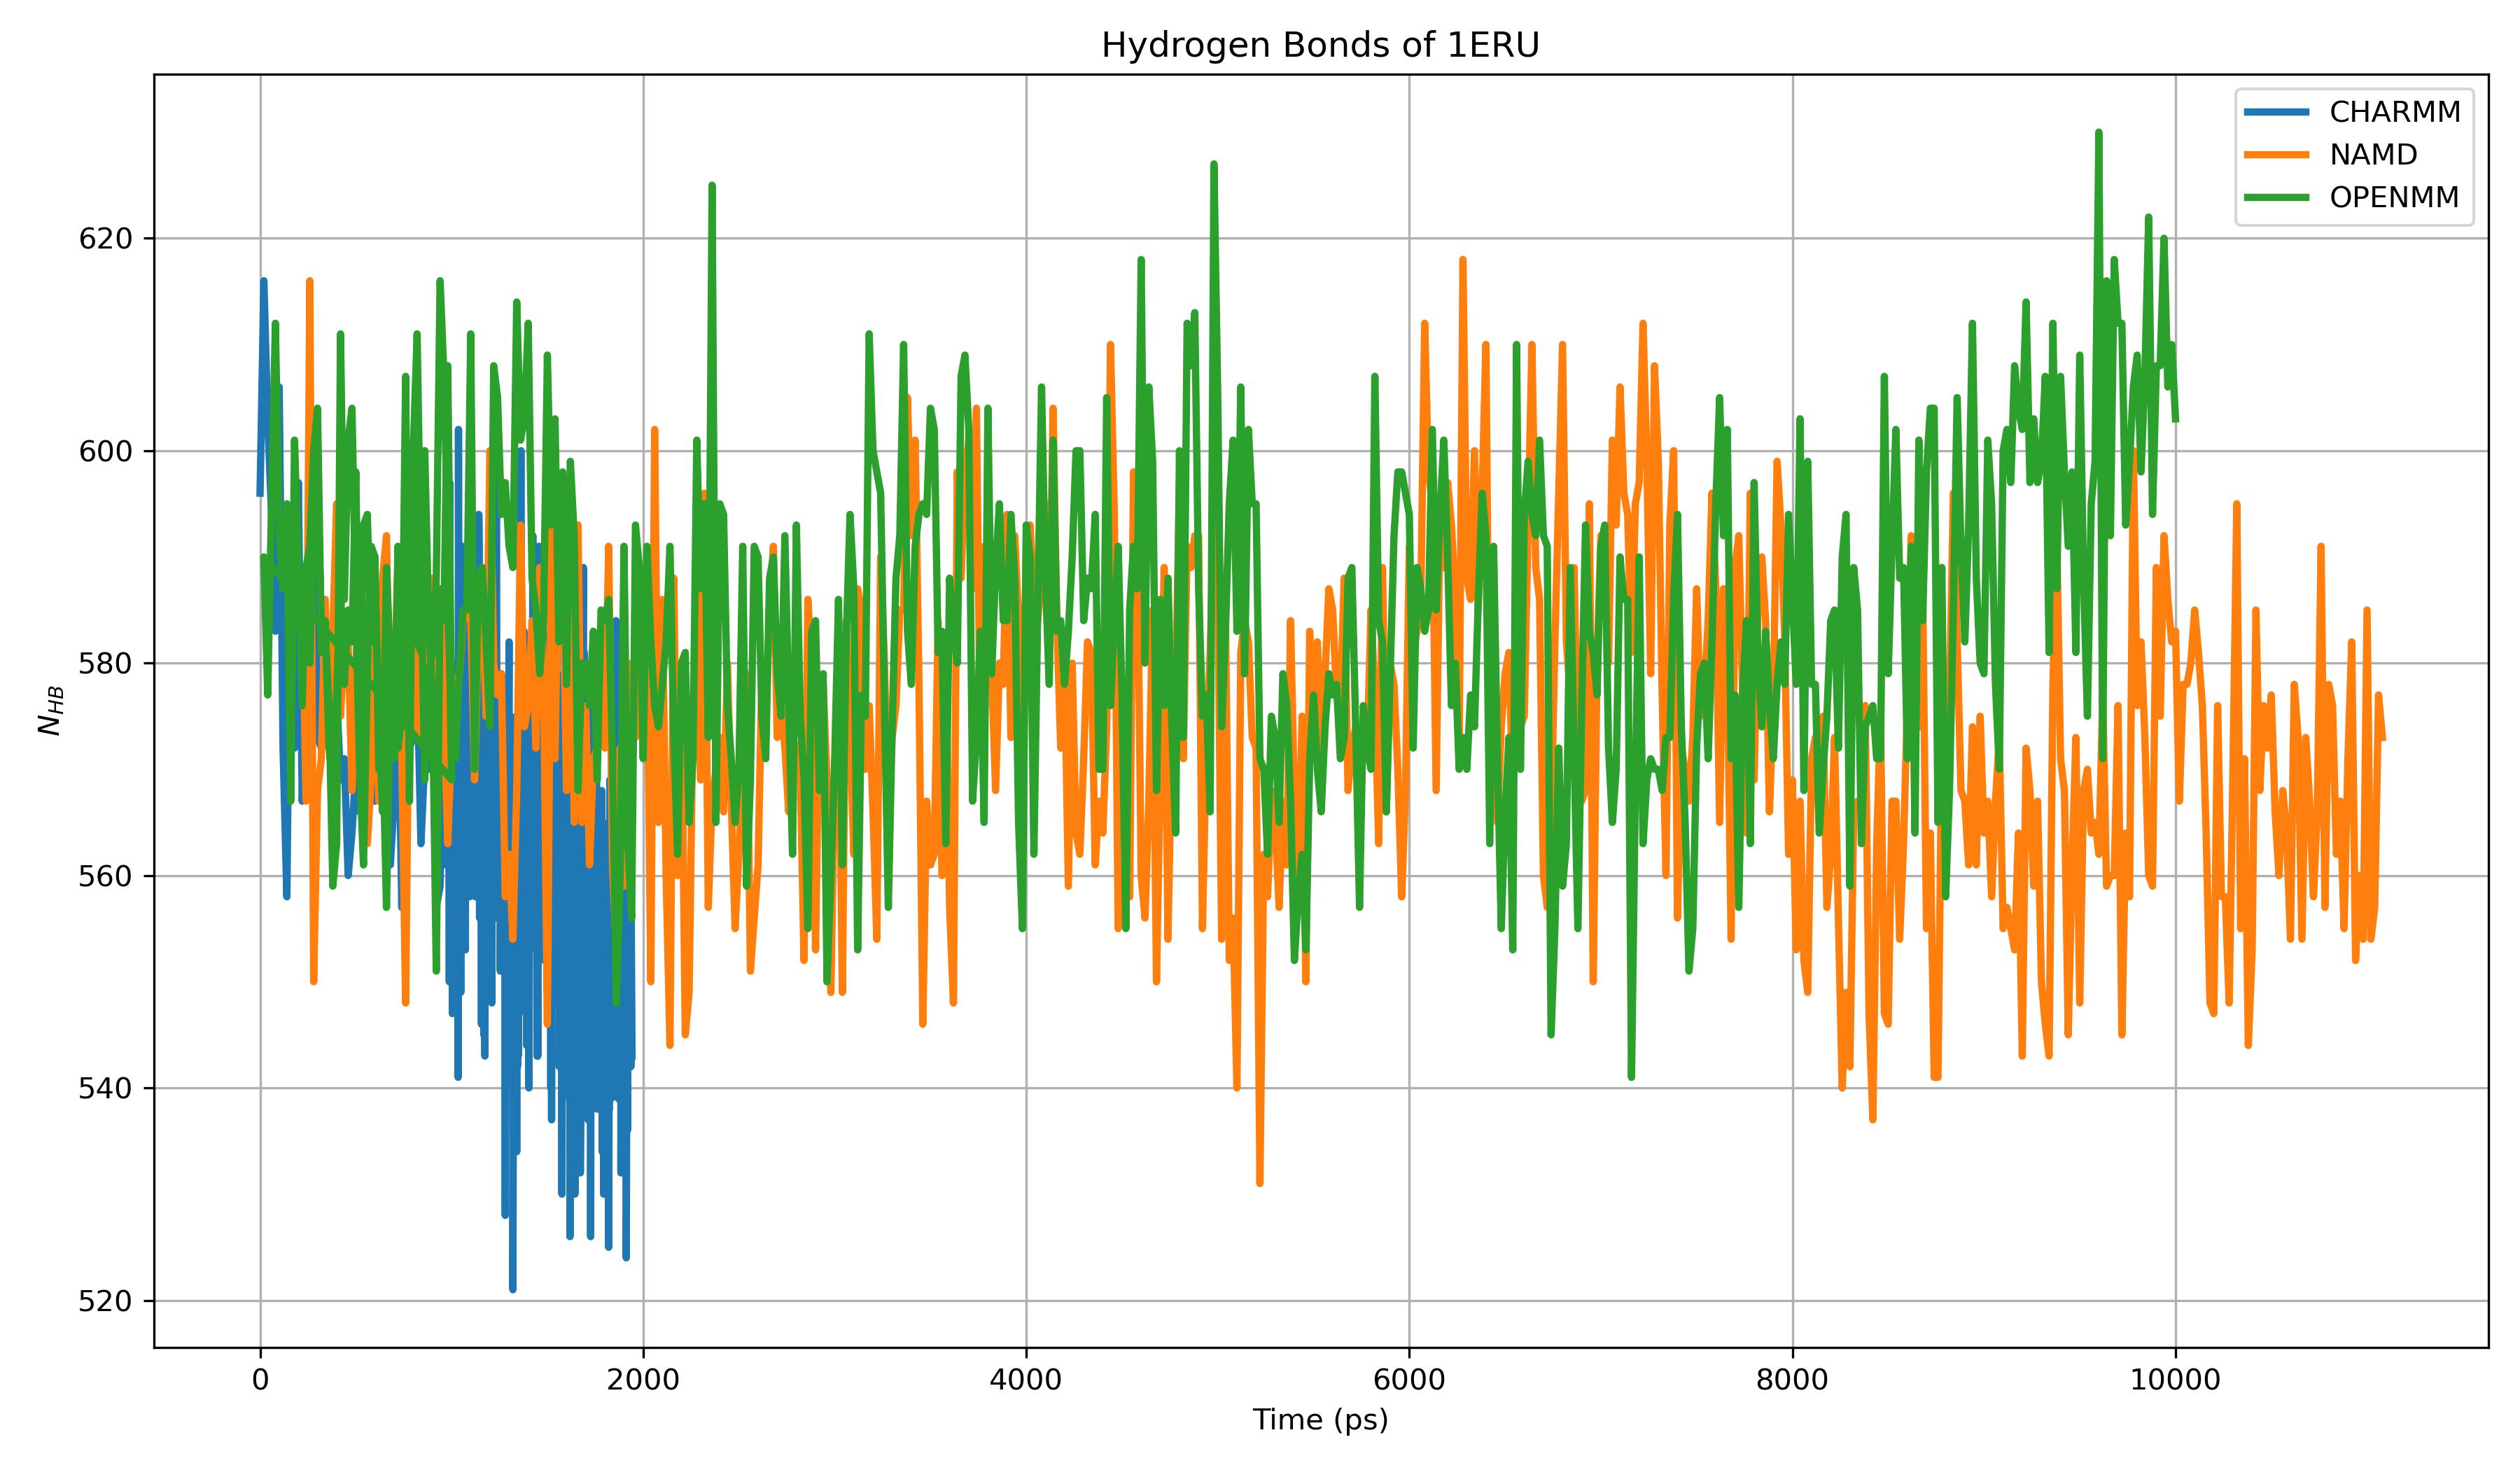 Hydrogen Bonds of 1ERU
CHARMM
NAMD
OPENMM
620
600
580
560
540
520
N_HB
0 2000 4000 6000 8000 10000
Time (ps)